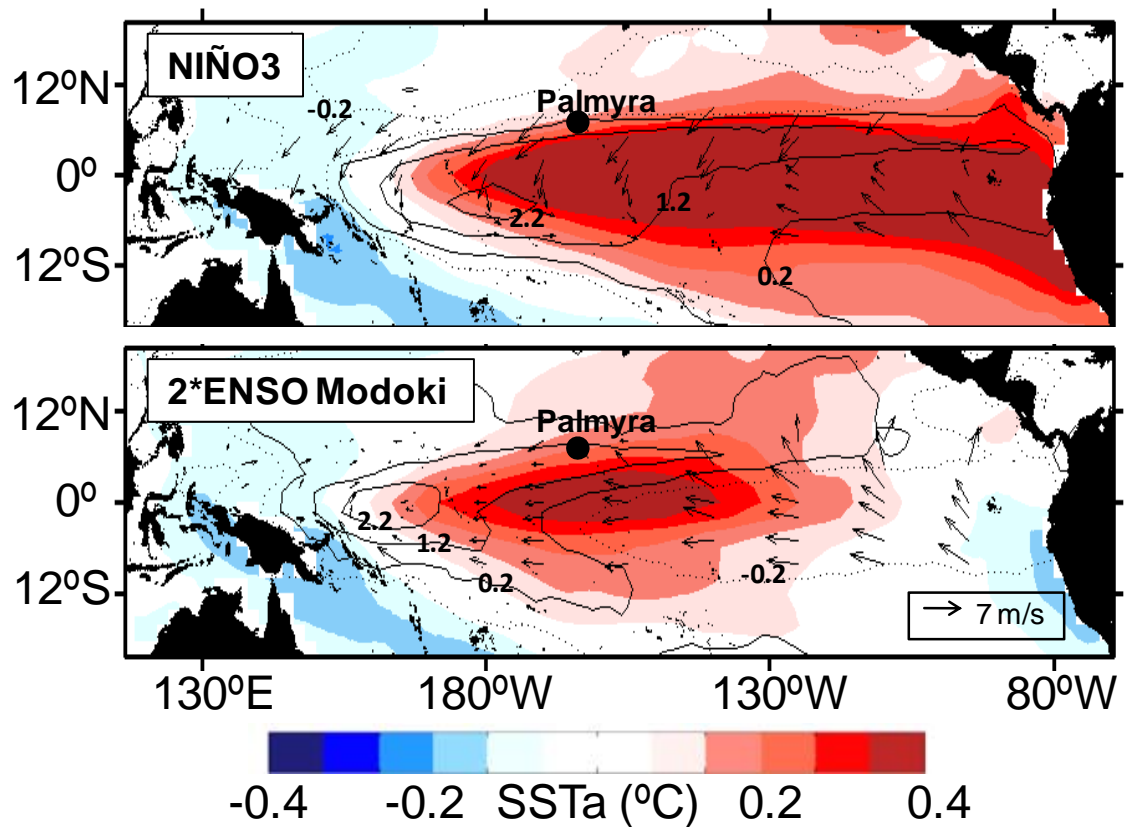 NIÑO3
12ºN
Palmyra
-0.2
0º
1.2
2.2
12ºS
0.2
2*ENSO Modoki
12ºN
Palmyra
0º
2.2
1.2
0.2
-0.2
12ºS
7 m/s
130ºE 180ºW 130ºW 80ºW
-0.4 -0.2 SSTa (ºC) 0.2 0.4